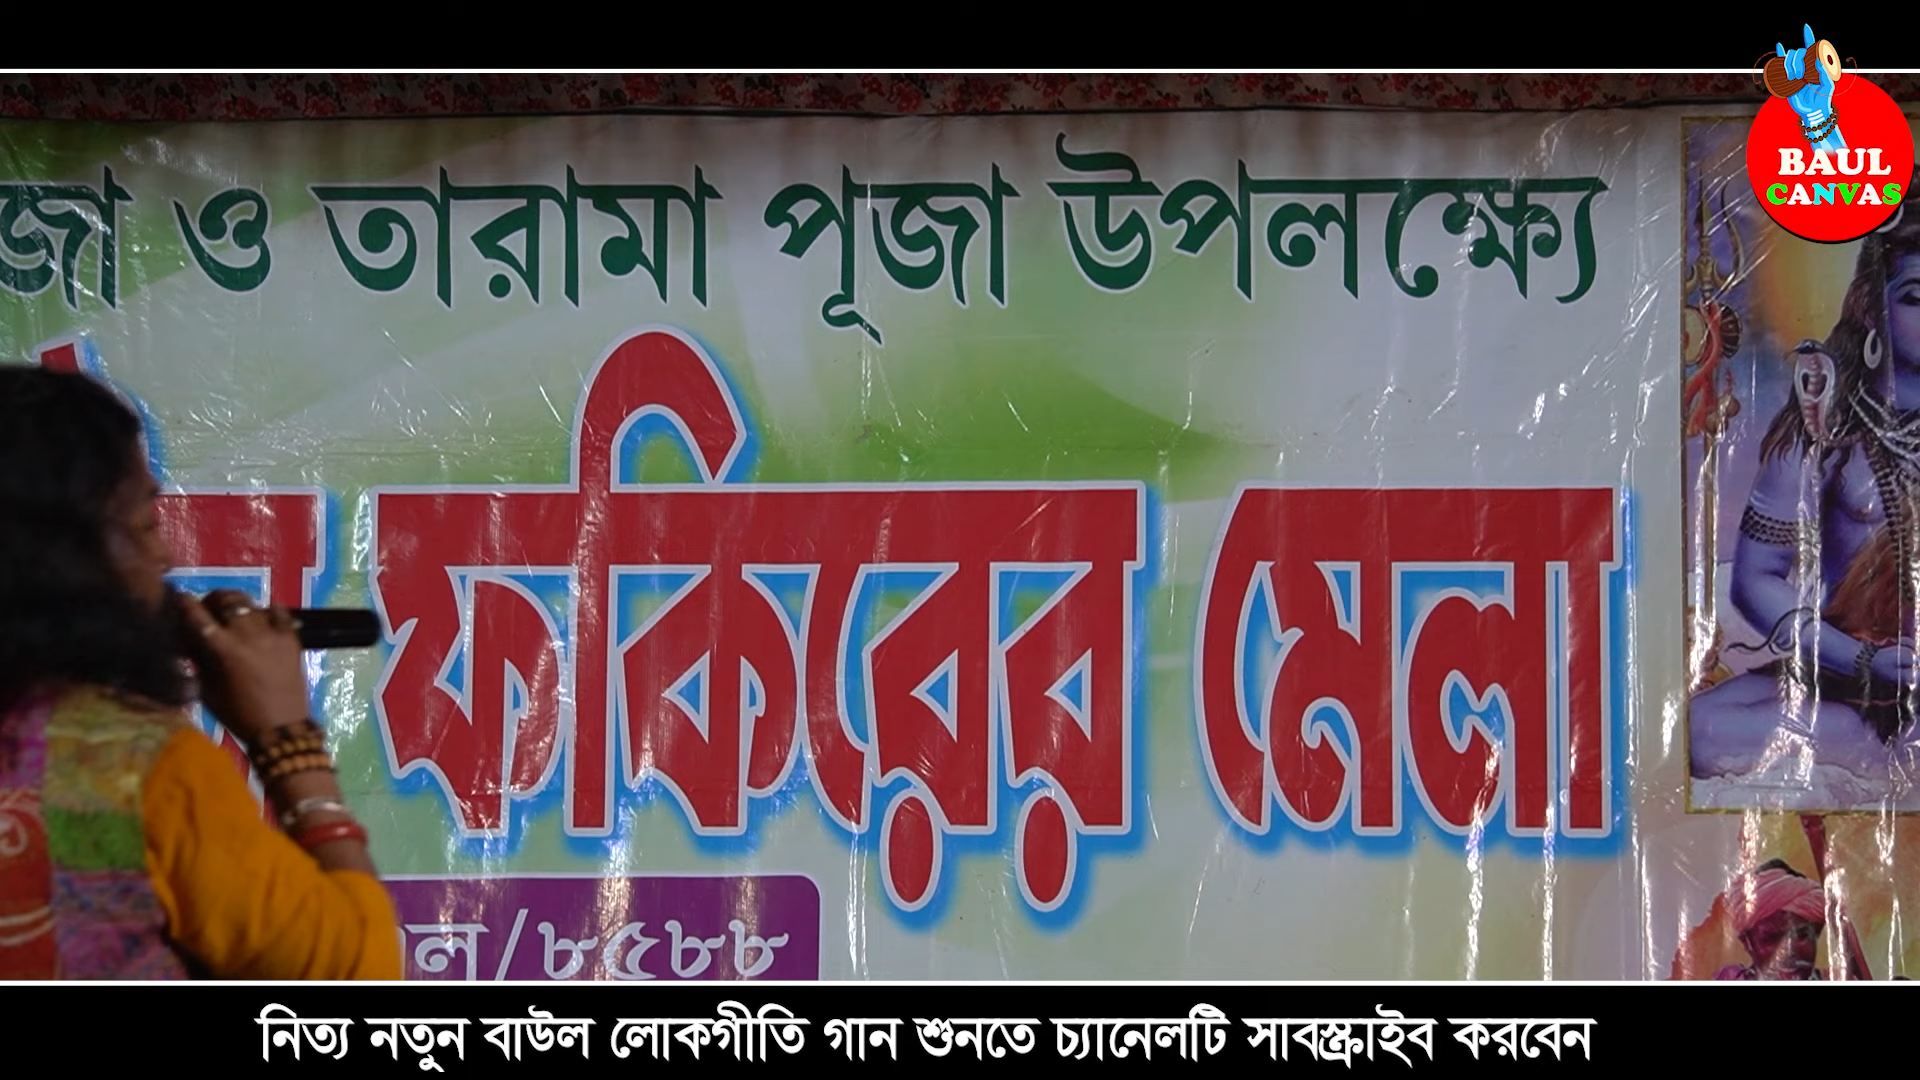 BAUL
CANVAS
ও তারামা পূজা উপলক্ষ্যে
ফকিরের মেলা
/৮৫৮৮
নিত্য নতুন বাউল লোকগীতি গান শুনতে চ্যানেলটি সাবস্ক্রাইব করবেন